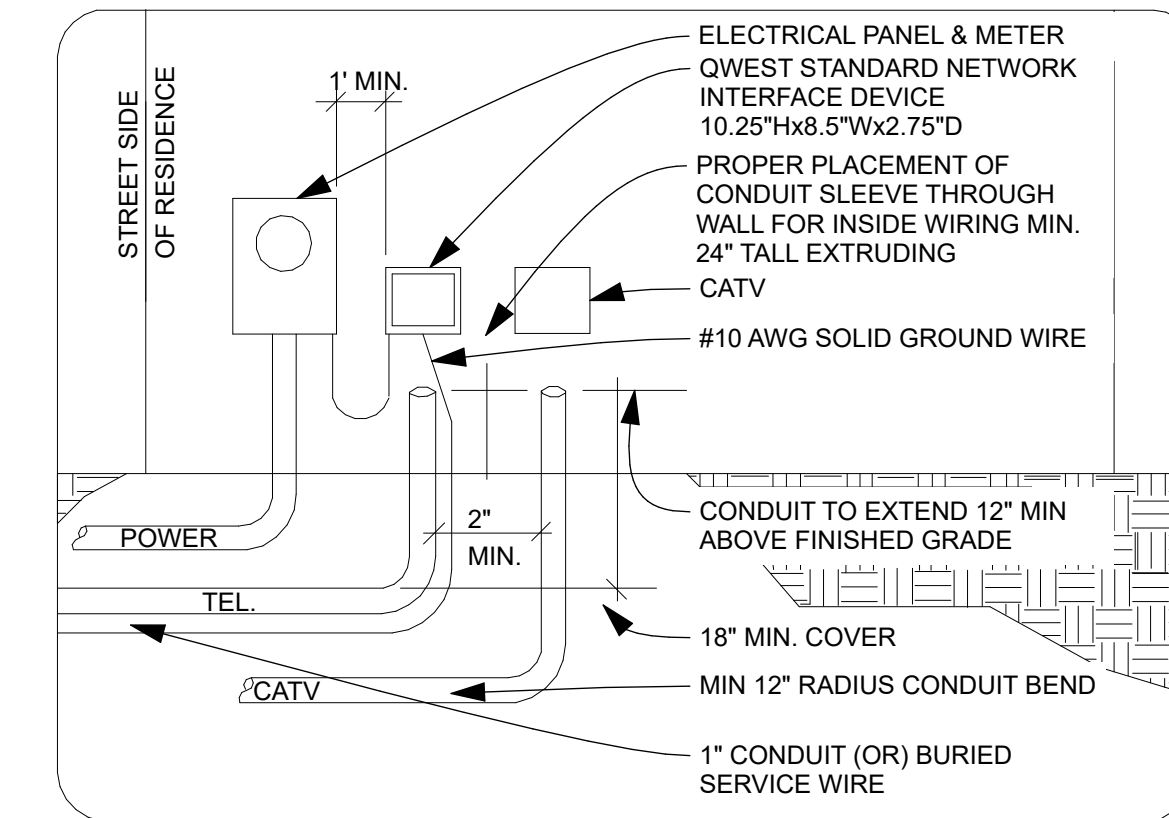 ELECTRICAL PANEL & METER
QWEST STANDARD NETWORK
INTERFACE DEVICE
10.25"Hx8.5"Wx2.75"D
1' MIN.
STREET SIDE
OF RESIDENCE
PROPER PLACEMENT OF
CONDUIT SLEEVE THROUGH
WALL FOR INSIDE WIRING MIN.
24" TALL EXTRUDING
CATV
#10 AWG SOLID GROUND WIRE
CONDUIT TO EXTEND 12" MIN
ABOVE FINISHED GRADE
2"
MIN.
POWER
TEL.
18" MIN. COVER
CATV
MIN 12" RADIUS CONDUIT BEND
1" CONDUIT (OR) BURIED
SERVICE WIRE